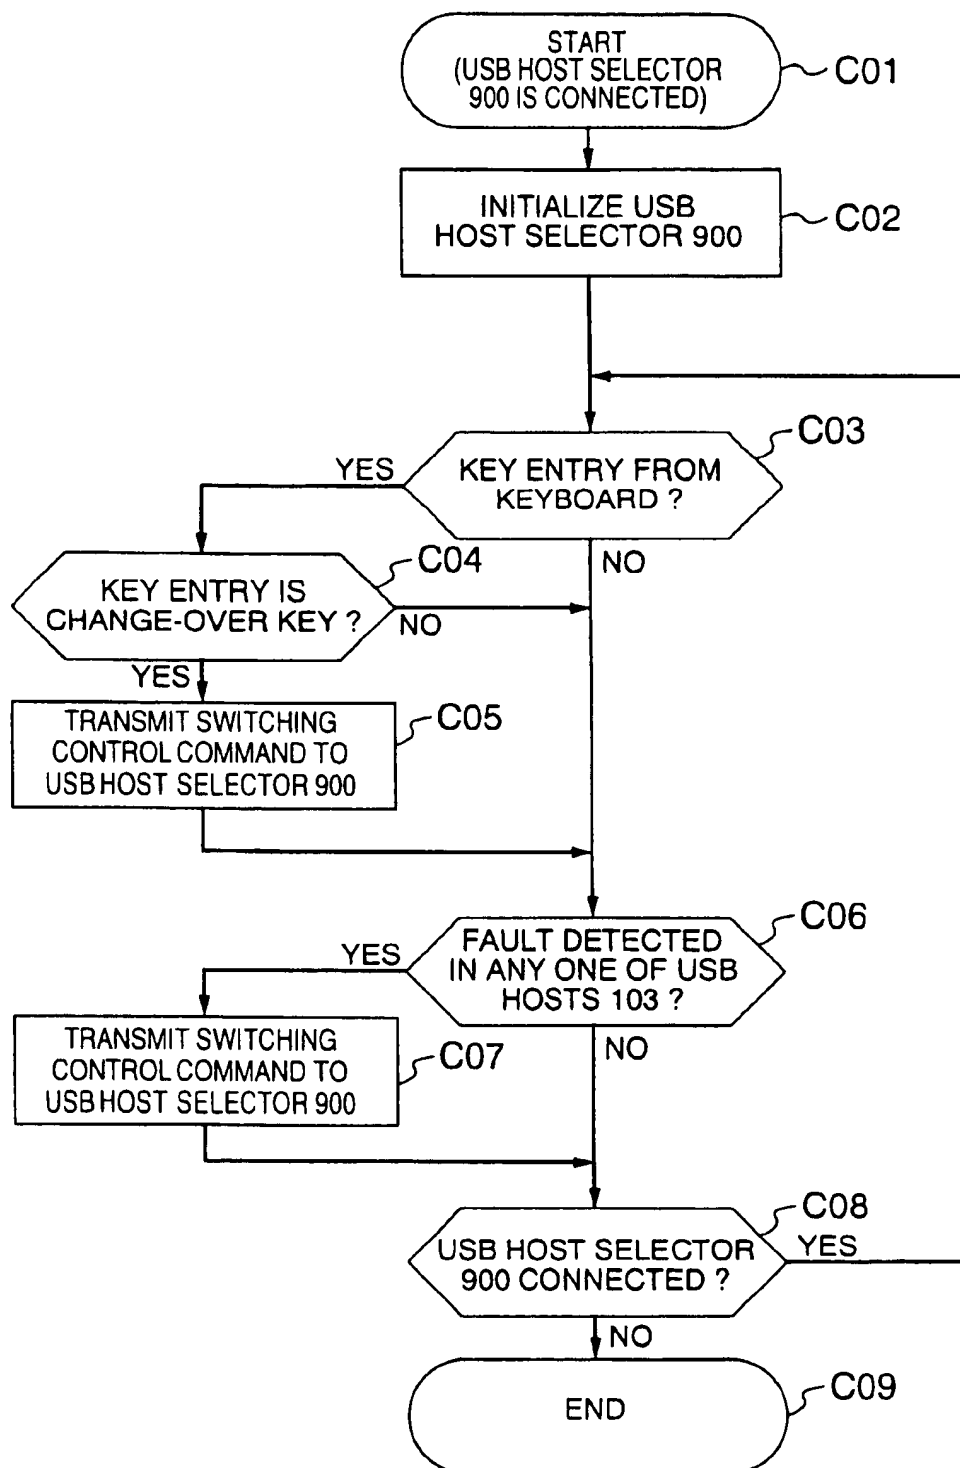 START
(USB HOST SELECTOR
900 IS CONNECTED)
C01
INITIALIZE USB
HOST SELECTOR 900
C02
C03
KEY ENTRY FROM
KEYBOARD ?
YES
NO
C04
KEY ENTRY IS
CHANGE-OVER KEY ?
NO
YES
TRANSMIT SWITCHING
CONTROL COMMAND TO
USB HOST SELECTOR 900
C05
C06
FAULT DETECTED
IN ANY ONE OF USB
HOSTS 103 ?
YES
NO
TRANSMIT SWITCHING
CONTROL COMMAND TO
USB HOST SELECTOR 900
C07
C08
USB HOST SELECTOR
900 CONNECTED ?
YES
NO
END
C09